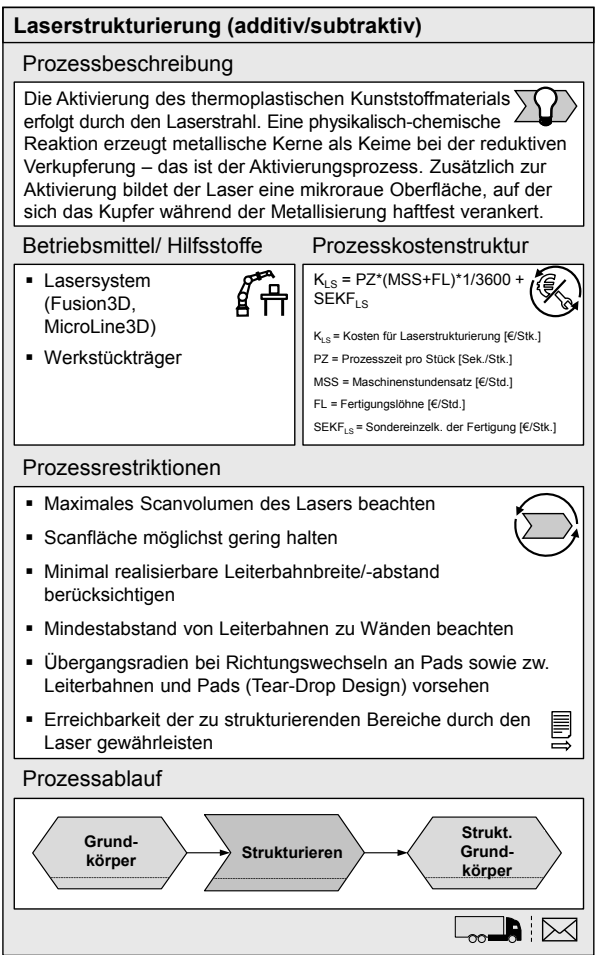 Laserstrukturierung (additiv/subtraktiv)
Prozessbeschreibung
Die Aktivierung des thermoplastischen Kunststoffmaterials
erfolgt durch den Laserstrahl. Eine physikalisch-chemische
Reaktion erzeugt metallische Kerne als Keime bei der reduktiven
Verkupferung – das ist der Aktivierungsprozess. Zusätzlich zur
Aktivierung bildet der Laser eine mikroraue Oberfläche, auf der
sich das Kupfer während der Metallisierung haftfest verankert.
Betriebsmittel/ Hilfsstoffe
▪ Lasersystem
(Fusion3D,
MicroLine3D)
▪ Werkstückträger
Prozesskostenstruktur
K_LS = PZ*(MSS+FL)*1/3600 +
SEKF_LS
K_LS = Kosten für Laserstrukturierung [€/Stk.]
PZ = Prozesszeit pro Stück [Sek./Stk.]
MSS = Maschinenstundensatz [€/Std.]
FL = Fertigungslöhne [€/Std.]
SEKF_LS = Sondereinzelk. der Fertigung [€/Stk.]
Prozessrestriktionen
▪ Maximales Scanvolumen des Lasers beachten
▪ Scanfläche möglichst gering halten
▪ Minimal realisierbare Leiterbahnbreite/-abstand
berücksichtigen
▪ Mindestabstand von Leiterbahnen zu Wänden beachten
▪ Übergangsradien bei Richtungswechseln an Pads sowie zw.
Leiterbahnen und Pads (Tear-Drop Design) vorsehen
▪ Erreichbarkeit der zu strukturierenden Bereiche durch den
Laser gewährleisten
Prozessablauf
Grund-
körper
Strukturieren
Strukt.
Grund-
körper